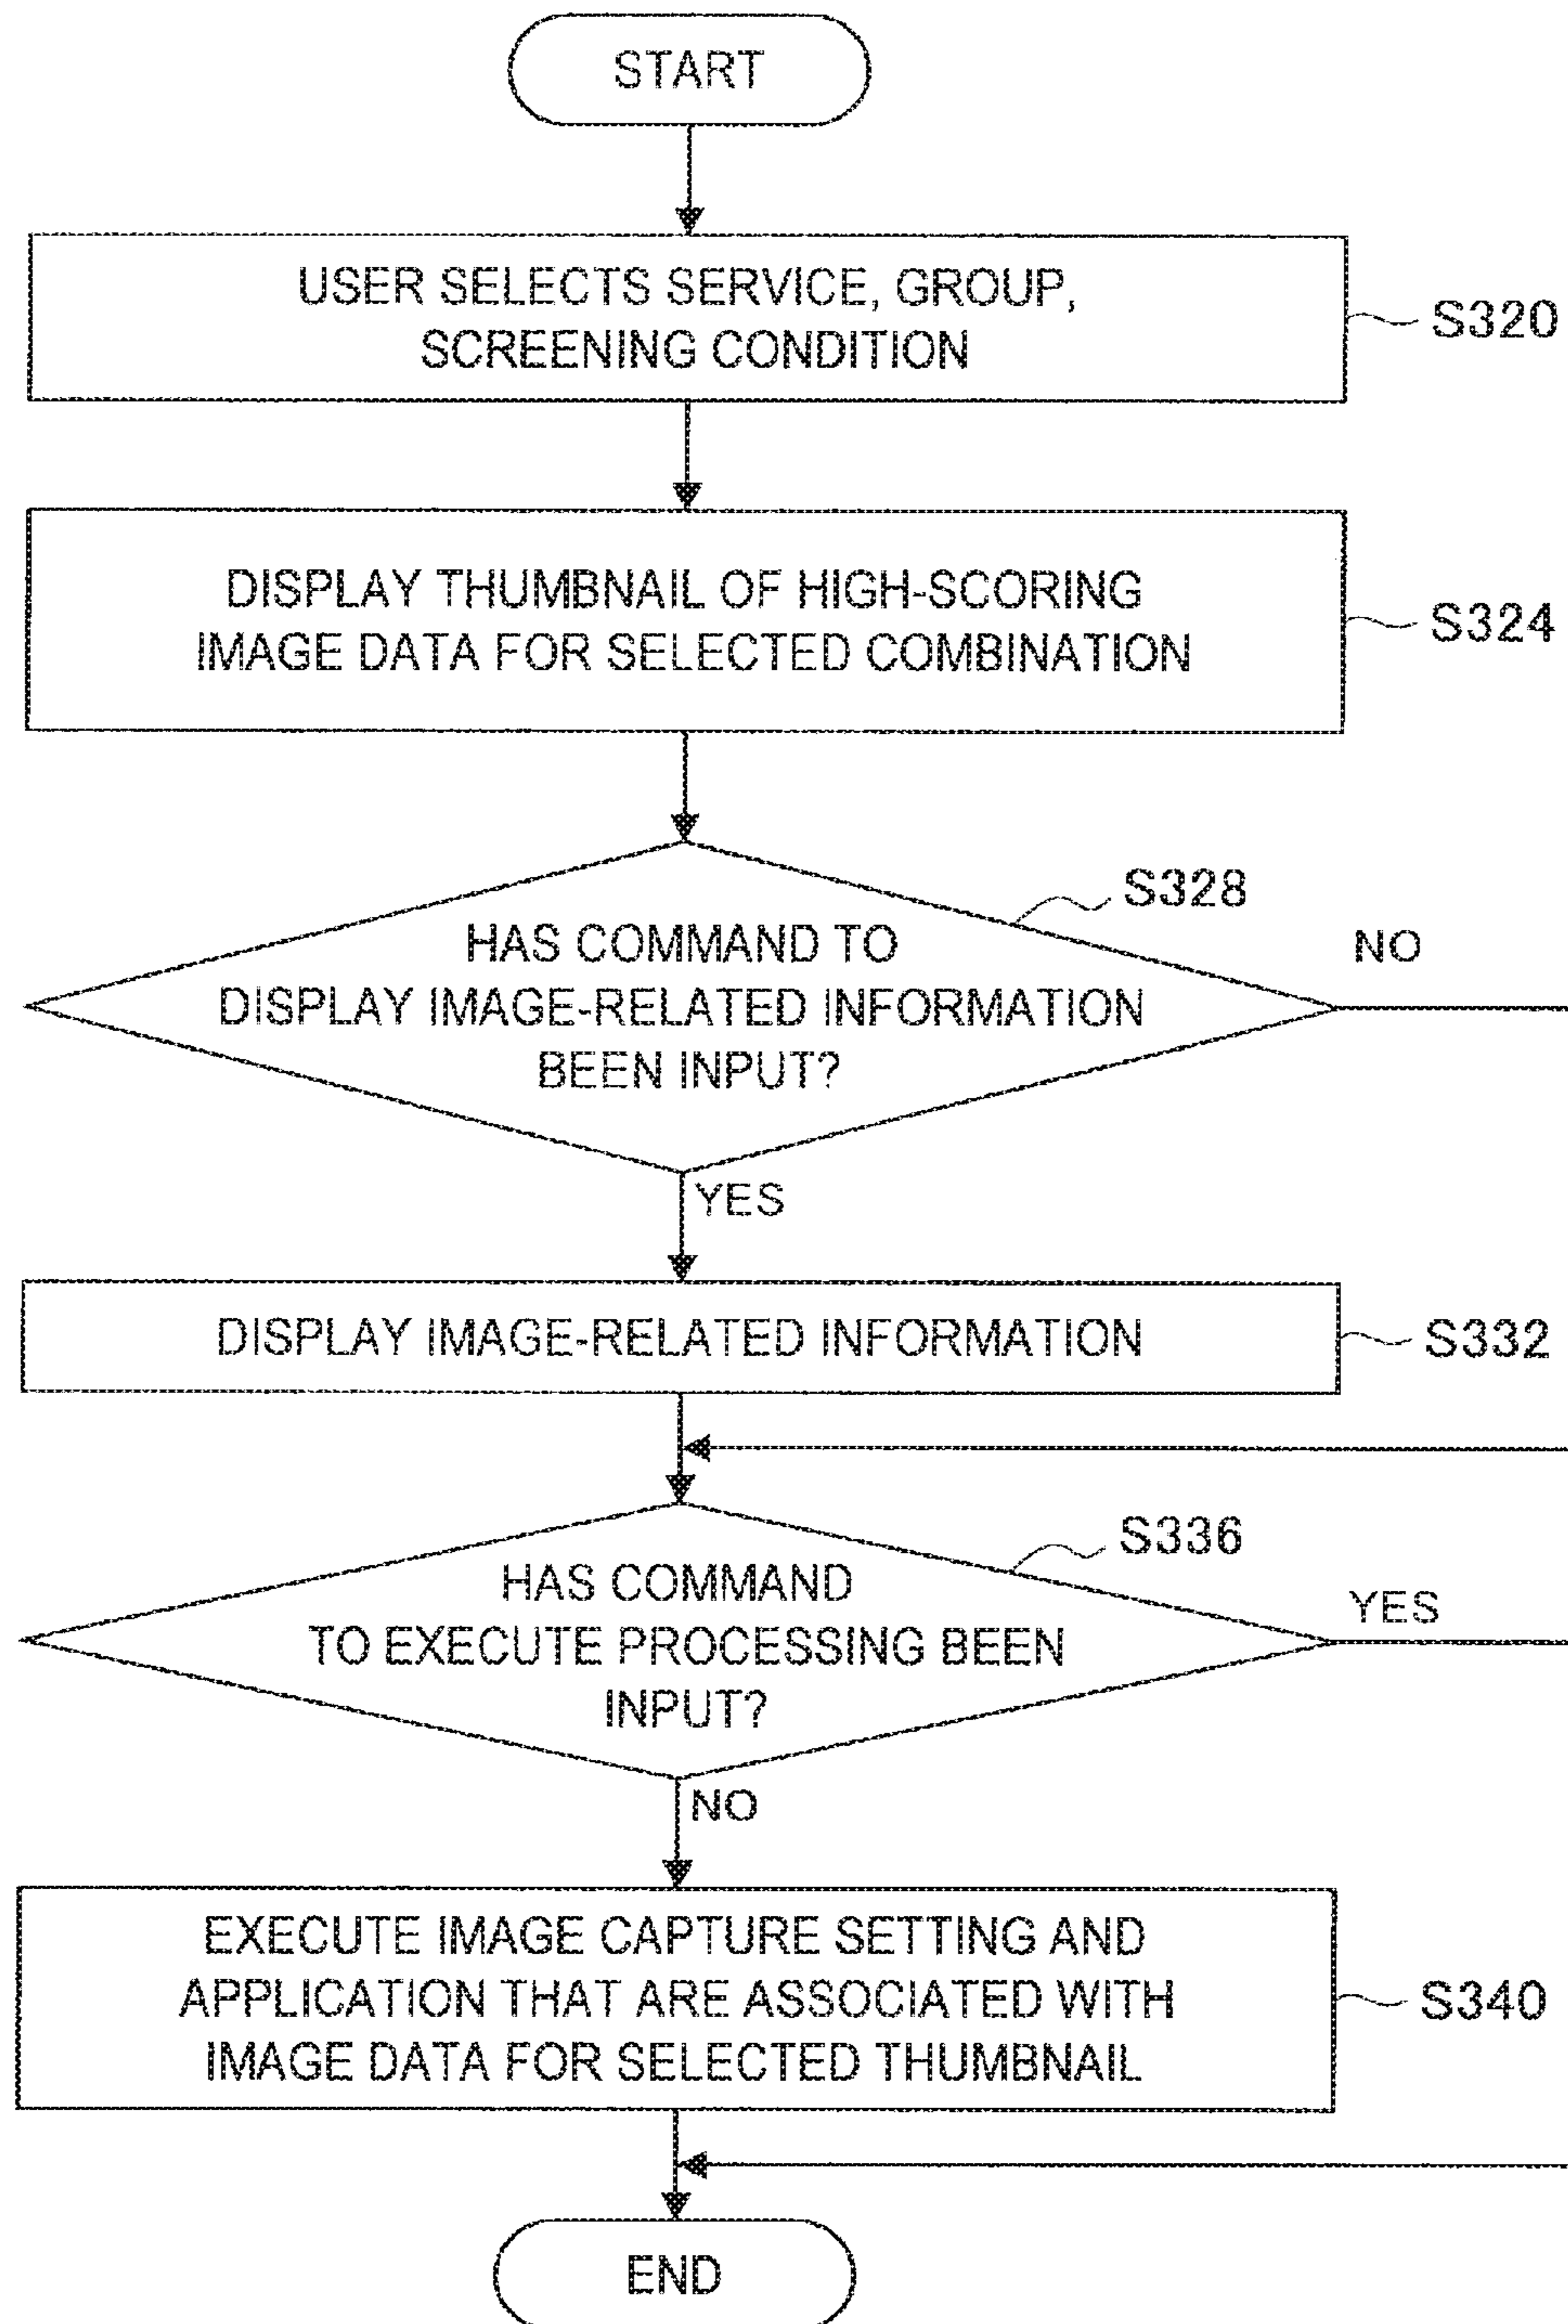 START
USER SELECTS SERVICE, GROUP,
SCREENING CONDITION
S320
DISPLAY THUMBNAIL OF HIGH-SCORING
IMAGE DATA FOR SELECTED COMBINATION
S324
S328
HAS COMMAND TO
DISPLAY IMAGE-RELATED INFORMATION
BEEN INPUT?
NO
YES
DISPLAY IMAGE-RELATED INFORMATION
S332
S336
HAS COMMAND
TO EXECUTE PROCESSING BEEN
INPUT?
YES
NO
EXECUTE IMAGE CAPTURE SETTING AND
APPLICATION THAT ARE ASSOCIATED WITH
IMAGE DATA FOR SELECTED THUMBNAIL
S340
END